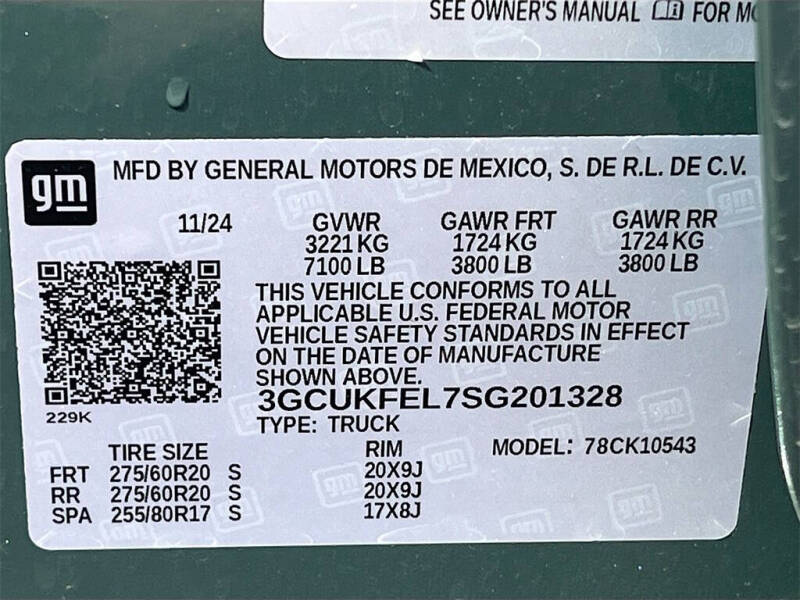 SEE OWNER'S MANUAL FOR
gm
MFD BY GENERAL MOTORS DE MEXICO, S. DE R.L. DE C.V.
11/24 GVWR GAWR FRT GAWR RR
3221 KG 1724 KG 1724 KG
7100 LB 3800 LB 3800 LB
THIS VEHICLE CONFORMS TO ALL
APPLICABLE U.S. FEDERAL MOTOR
VEHICLE SAFETY STANDARDS IN EFFECT
ON THE DATE OF MANUFACTURE
SHOWN ABOVE.
3GCUKFEL7SG201328
229K
TYPE: TRUCK
TIRE SIZE RIM MODEL: 78CK10543
FRT 275/60R20 S 20X9J
RR 275/60R20 S 20X9J
SPA 255/80R17 S 17X8J